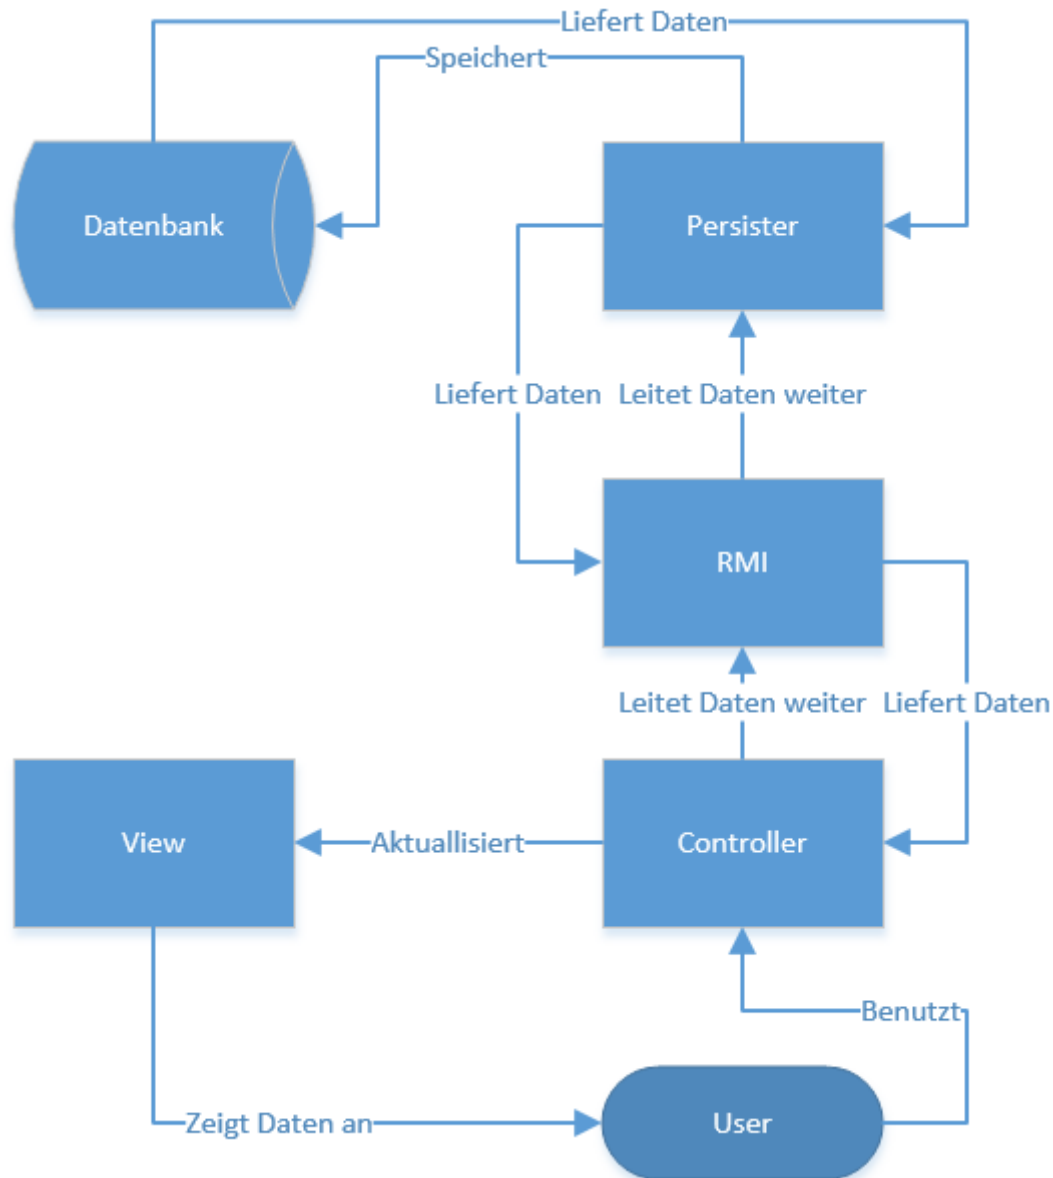 Liefert Daten
Speichert
Datenbank
Persister
Liefert Daten
Leitet Daten weiter
RMI
Leitet Daten weiter
Liefert Daten
View
Aktuallisiert
Controller
Benutzt
Zeigt Daten an
User